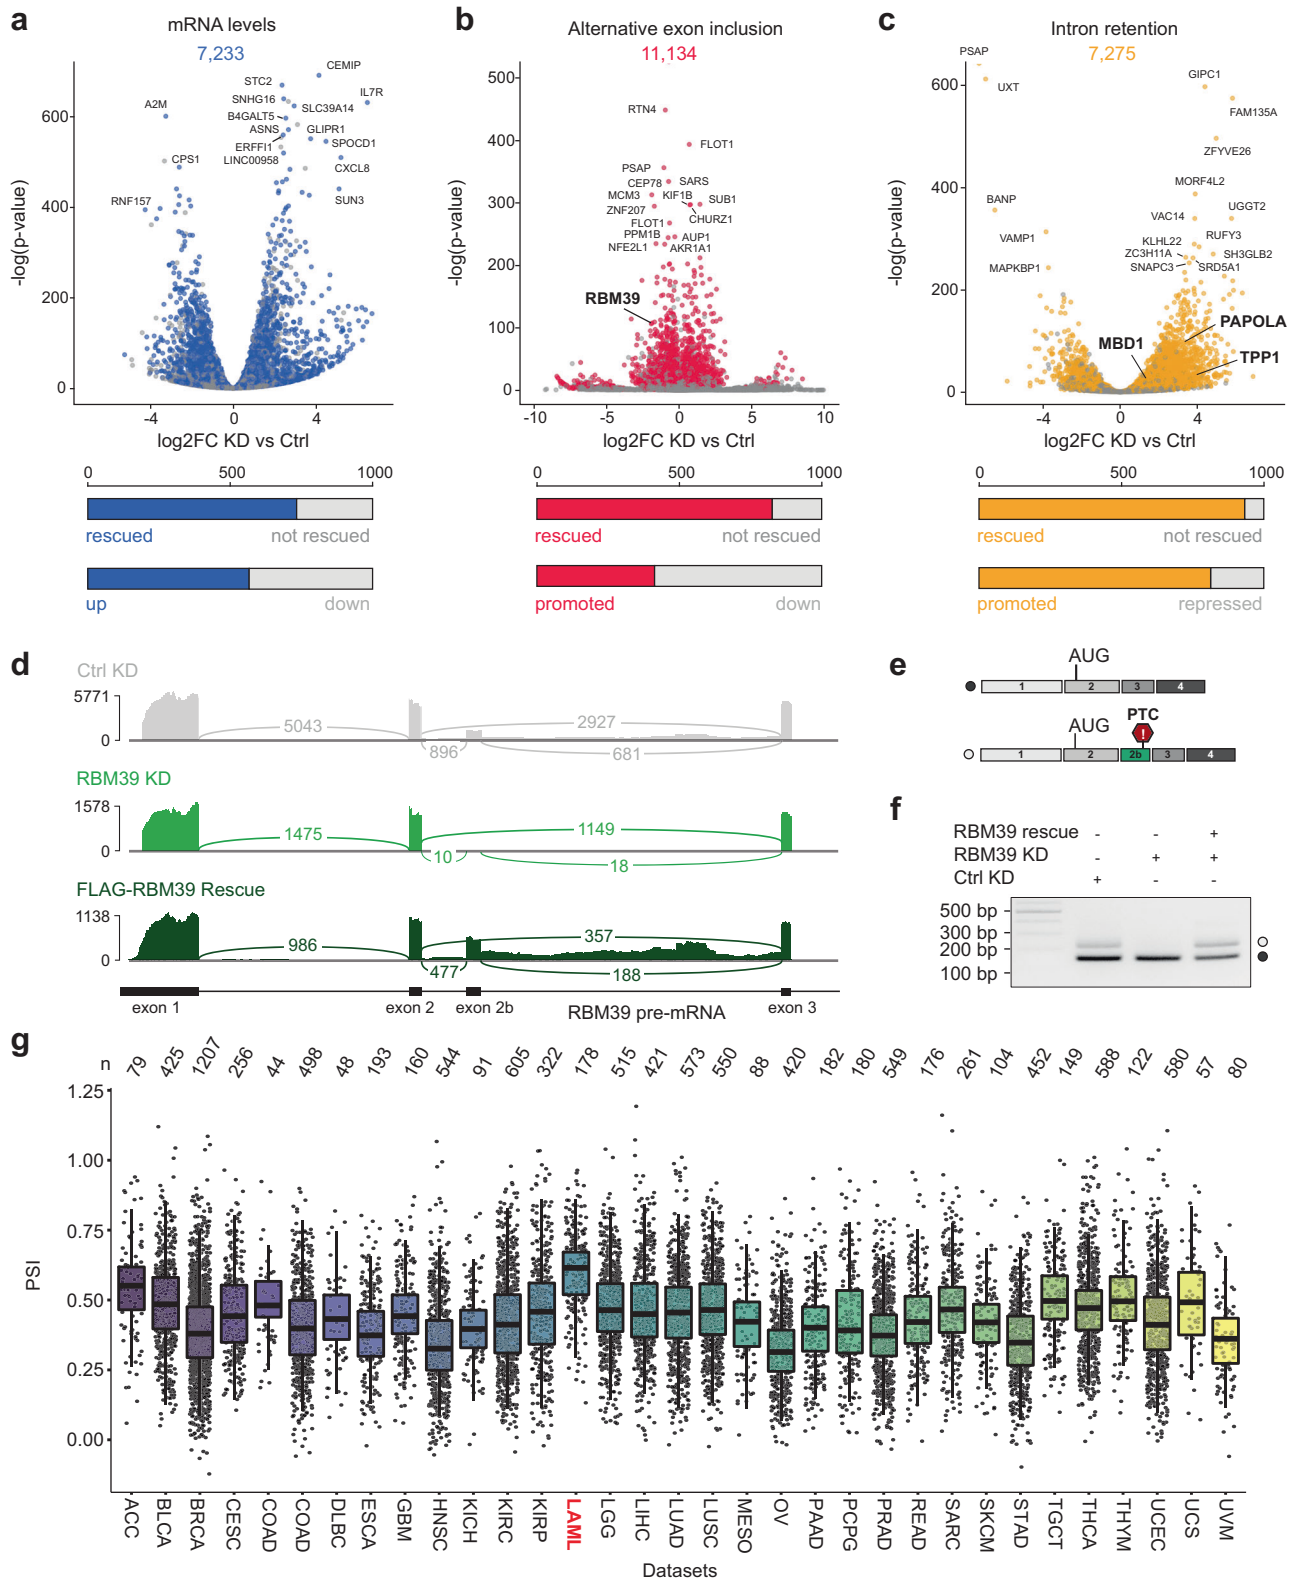 a
mRNA levels
7,233
-log(p-value)
600
400
200
0
-4
0
4
log2FC KD vs Ctrl
CEMIP
STC2
IL7R
SNHG16
SLC39A14
A2M
B4GALT5
ASNS
GLIPR1
ERFFI1
SPOCD1
LINC00958
CPS1
CXCL8
RNF157
SUN3
0
500
1000
rescued
not rescued
up
down
b
Alternative exon inclusion
11,134
-log(p-value)
500
400
300
200
100
0
-10
-5
0
5
10
log2FC KD vs Ctrl
RTN4
FLOT1
PSAP
CEP78
SARS
MCM3
KIF1B
SUB1
ZNF207
CHURZ1
FLOT1
PPM1B
AUP1
NFE2L1
AKR1A1
RBM39
0
500
1000
rescued
not rescued
promoted
down
c
Intron retention
7,275
-log(p-value)
600
400
200
0
-4
0
4
log2FC KD vs Ctrl
PSAP
UXT
GIPC1
FAM135A
ZFYVE26
MORF4L2
BANP
VAC14
UGGT2
VAMP1
RUFY3
KLHL22
ZC3H11A
SH3GLB2
MAPKBP1
SNAPC3
SRD5A1
PAPOLA
MBD1
TPP1
0
500
1000
rescued
not rescued
promoted
repressed
d
Ctrl KD
5771
0
5043
2927
896
681
RBM39 KD
1578
0
1475
1149
10
18
FLAG-RBM39 Rescue
1138
0
986
357
477
188
exon 1
exon 2
exon 2b
RBM39 pre-mRNA
exon 3
e
AUG
1 2 3 4
AUG
PTC
!
1 2 2b 3 4
f
RBM39 rescue - - +
RBM39 KD - + +
Ctrl KD + - -
500 bp
300 bp
200 bp
100 bp
g
n 79 425 1207 256 44 498 48 193 160 544 91 605 322 178 515 421 573 550 88 420 182 180 549 176 261 104 452 149 588 122 580 57 80
PSI
1.25
1.00
0.75
0.50
0.25
0.00
ACC BLCA BRCA CESC COAD COAD DLBC ESCA GBM HNSC KICH KIRC KIRP LAML LGG LIHC LUAD LUSC MESO OV PAAD PCPG PRAD READ SARC SKCM STAD TGCT THCA THYM UCEC UCS UVM
Datasets